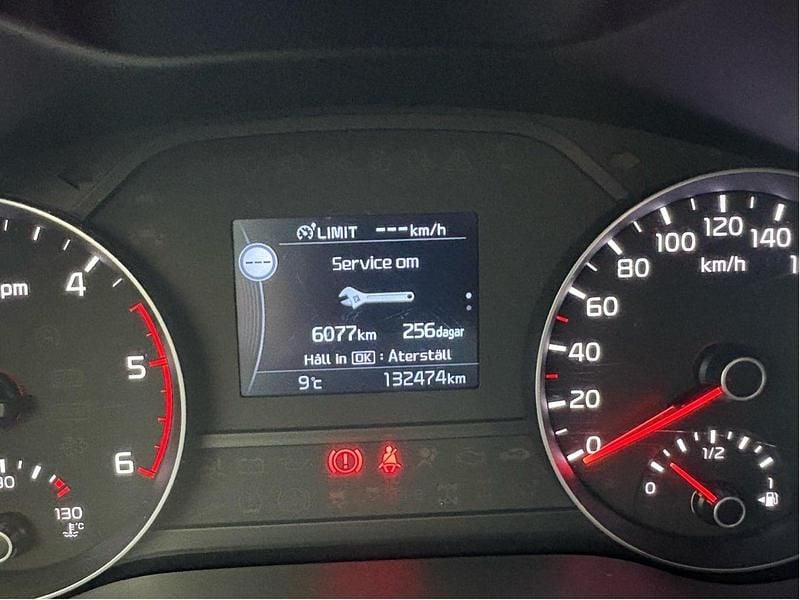 LIMIT ---km/h
---
Service om
6077km 256dagar
Håll in OK : Återställ
9°C 132474km
pm
4
5
6
130
°C
0
20
40
60
80
100
120
140
km/h
0
1/2
1